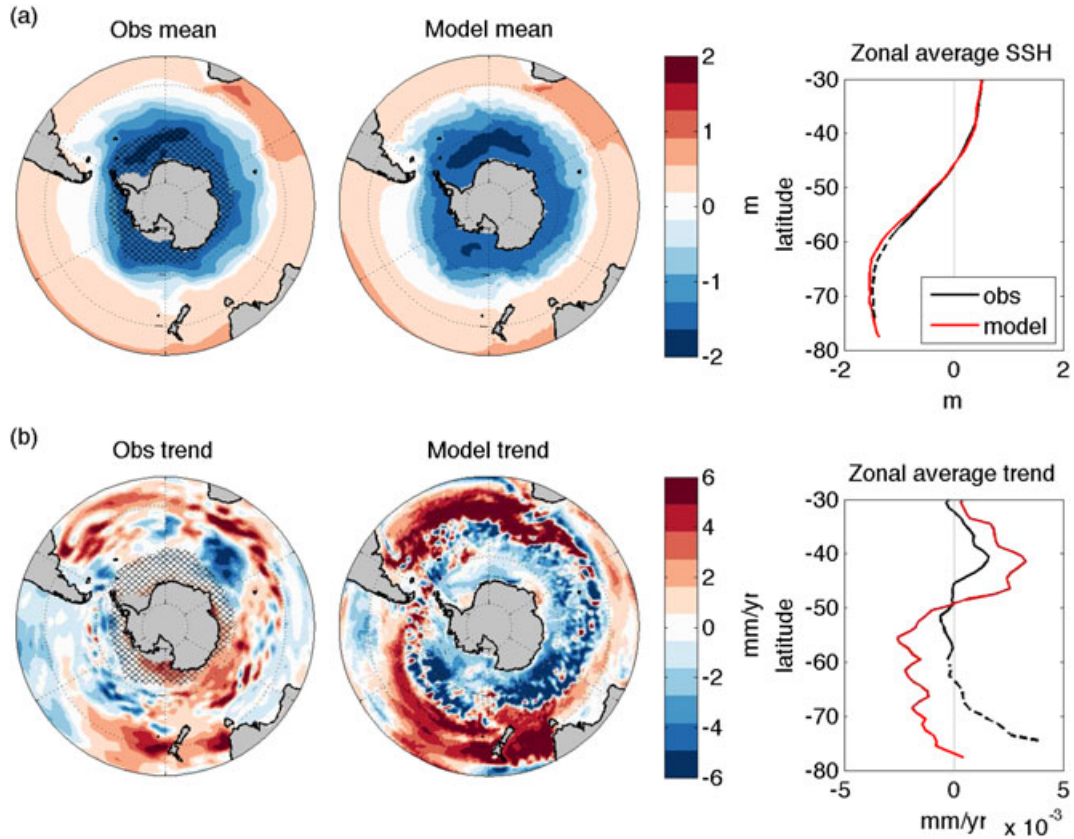 (a)
Obs mean
Model mean
Zonal average SSH
2
1
0
-1
-2
m
-30
-40
-50
-60
-70
-80
latitude
obs
model
-2
0
2
m
(b)
Obs trend
Model trend
Zonal average trend
6
4
2
0
-2
-4
-6
mm/yr
-30
-40
-50
-60
-70
-80
latitude
-5
0
5
mm/yr x 10⁻³